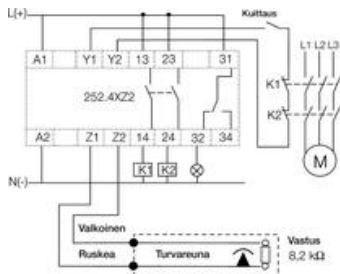 L(+)
Kuittaus
L1 L2 L3
A1 Y1 Y2 13 23 31
K1
252.4XZ2
K2
A2 Z1 Z2 14 24 32 34
K1 K2
M
N(-)
Valkoinen
Vastus
Ruskea Turvareuna 8,2 kΩ